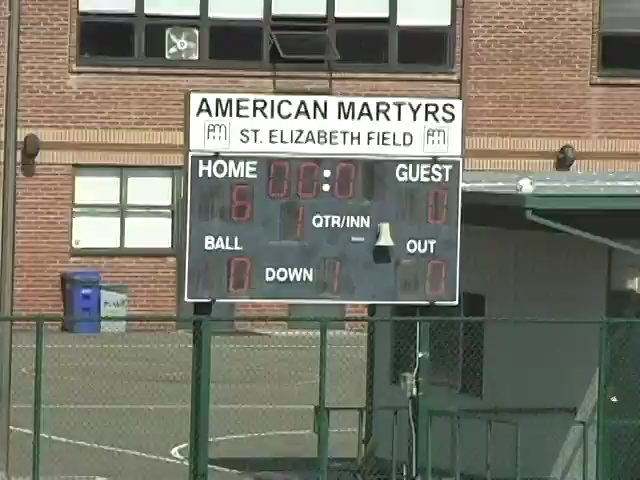 AMERICAN MARTYRS
ST. ELIZABETH FIELD
HOME 00:0 GUEST
6 1 QTR/INN 0
BALL OUT
0 DOWN 1 0